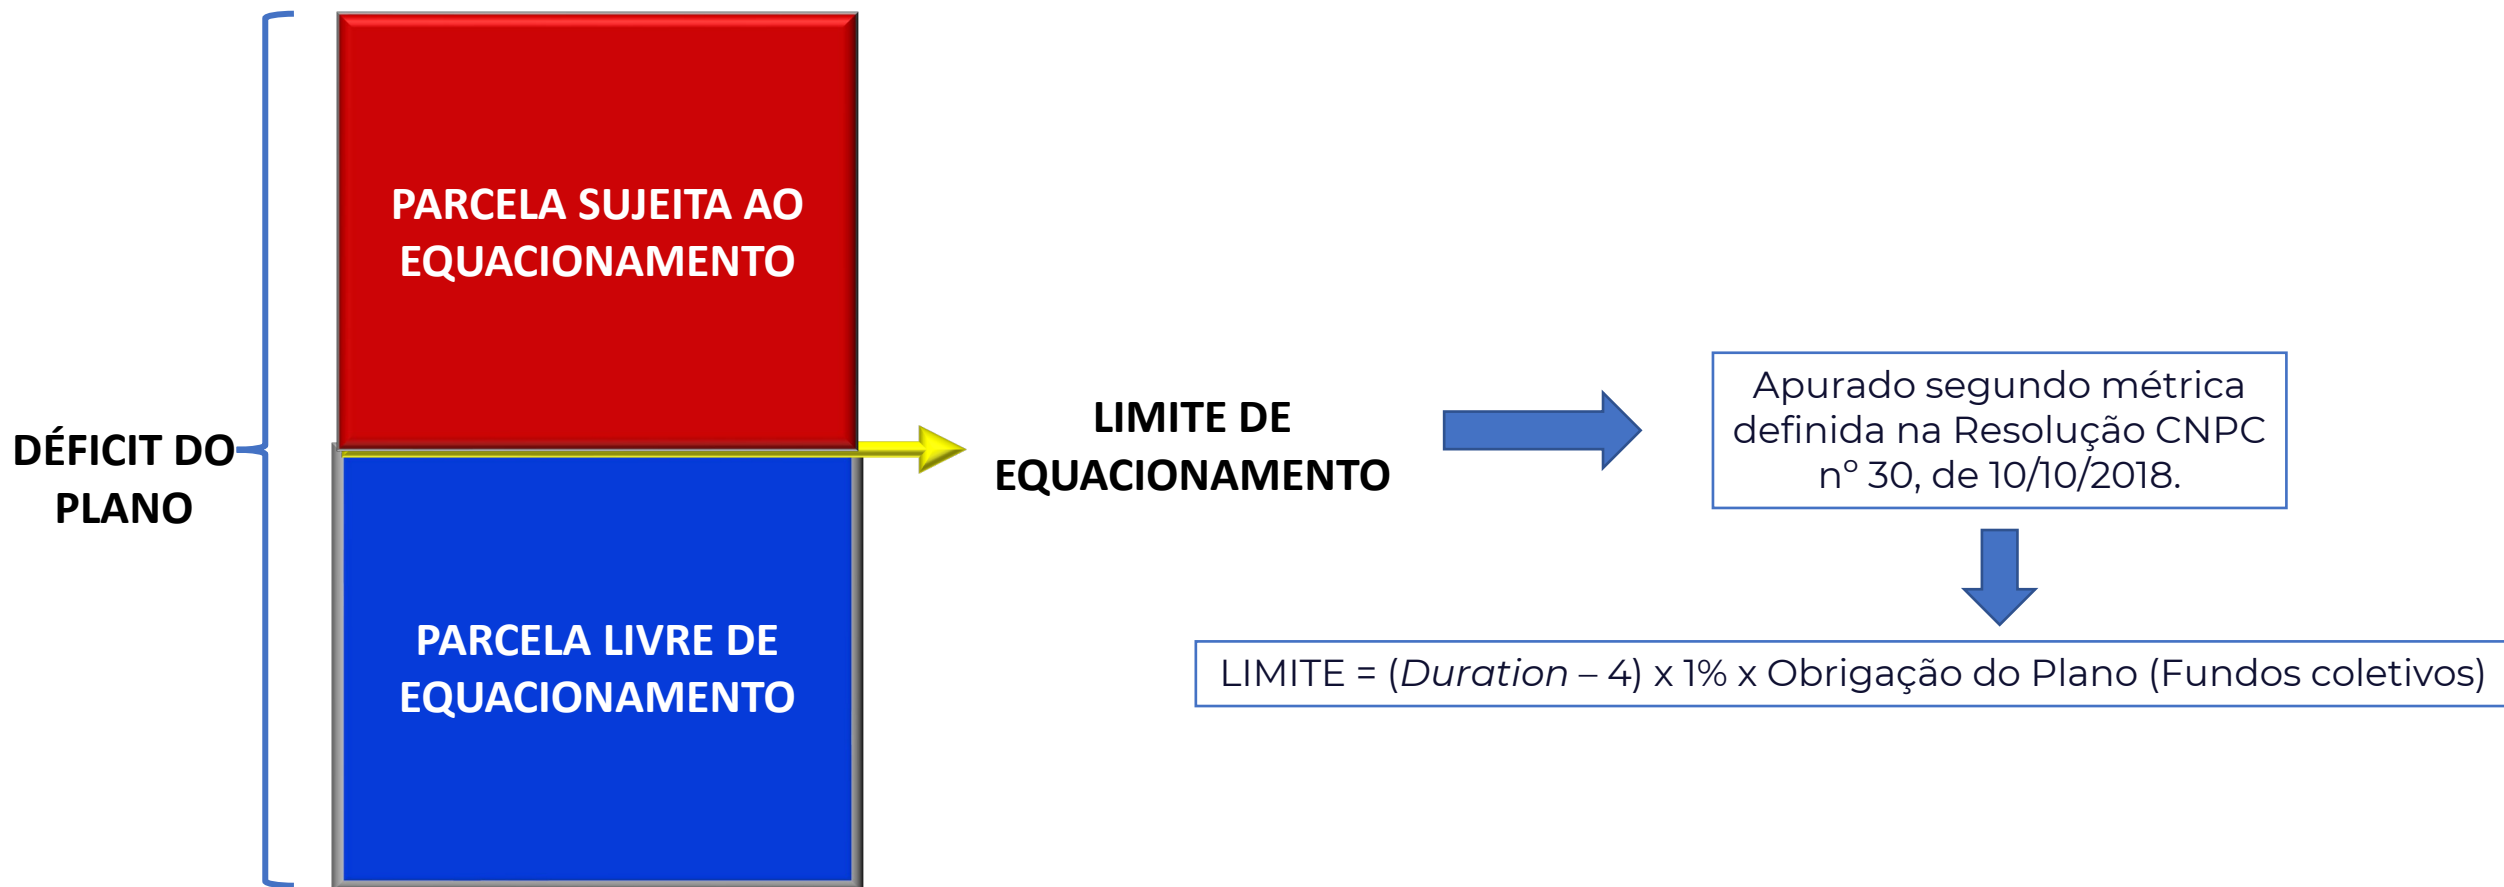 PARCELA SUJEITA AO
EQUACIONAMENTO
DÉFICIT DO
PLANO
LIMITE DE
EQUACIONAMENTO
Apurado segundo métrica
definida na Resolução CNPC
nº 30, de 10/10/2018.
PARCELA LIVRE DE
EQUACIONAMENTO
LIMITE = (Duration – 4) x 1% x Obrigação do Plano (Fundos coletivos)